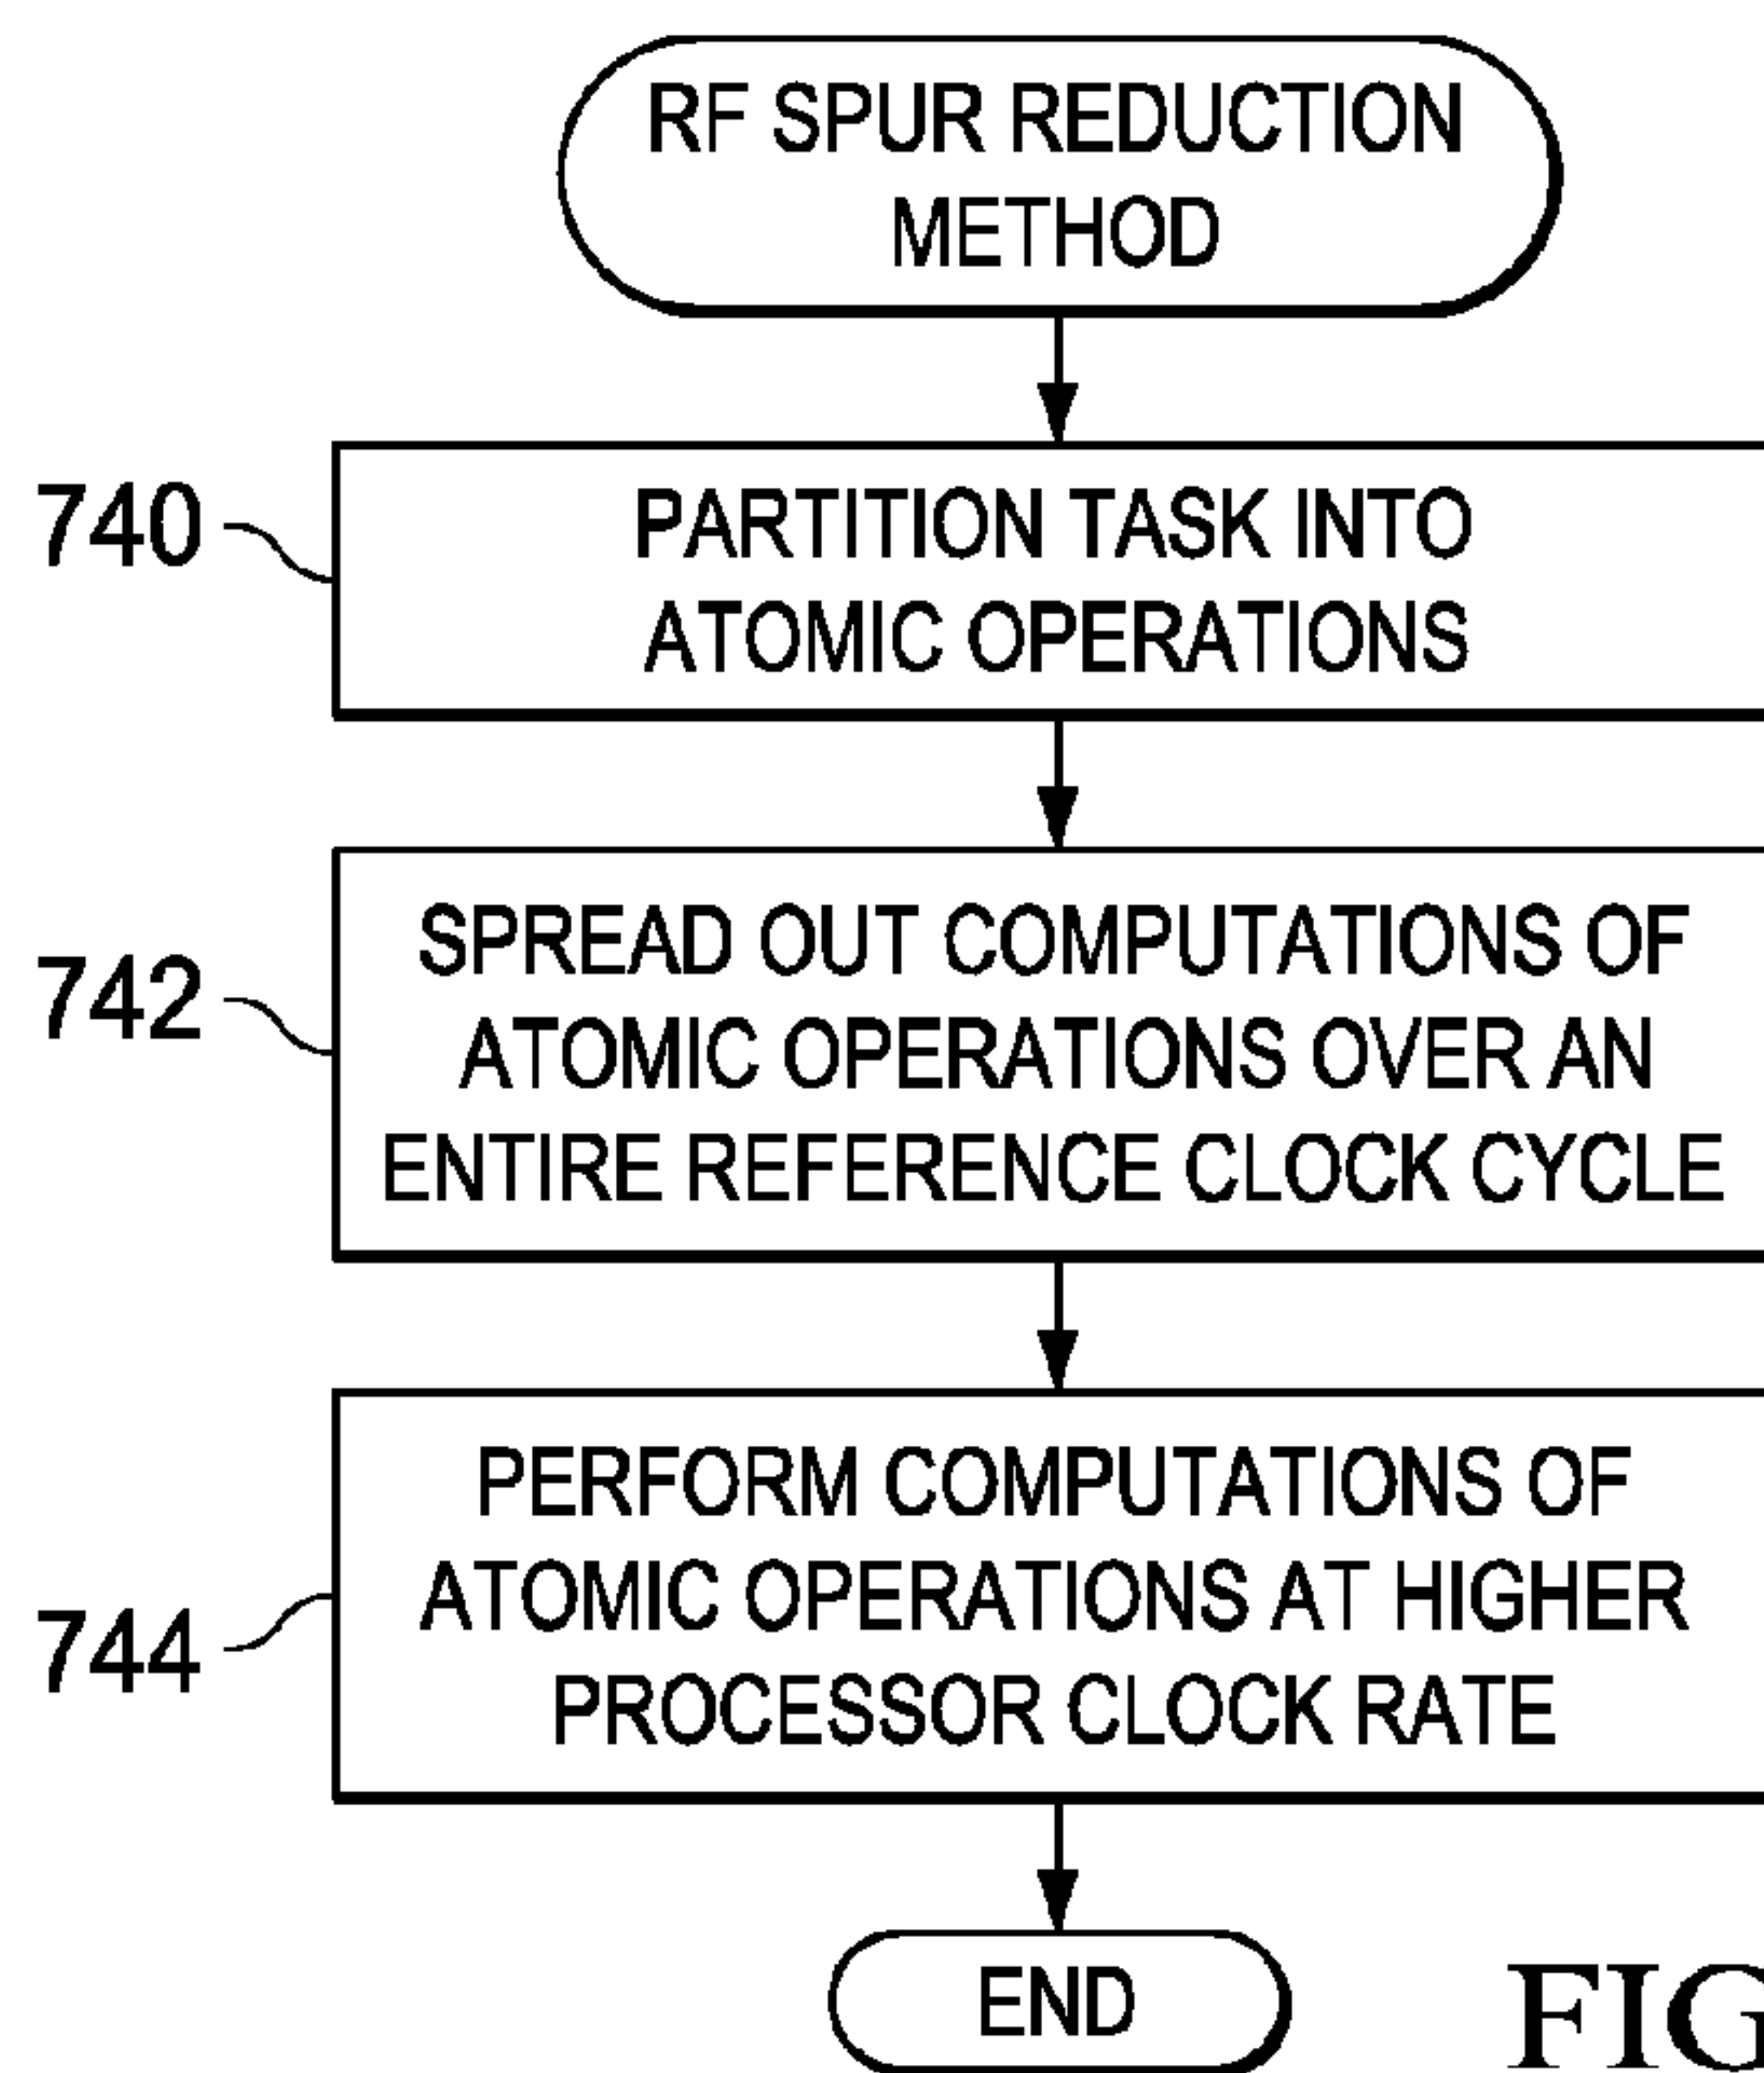 RF SPUR REDUCTION
METHOD
740
PARTITION TASK INTO
ATOMIC OPERATIONS
742
SPREAD OUT COMPUTATIONS OF
ATOMIC OPERATIONS OVER AN
ENTIRE REFERENCE CLOCK CYCLE
744
PERFORM COMPUTATIONS OF
ATOMIC OPERATIONS AT HIGHER
PROCESSOR CLOCK RATE
END
FIG